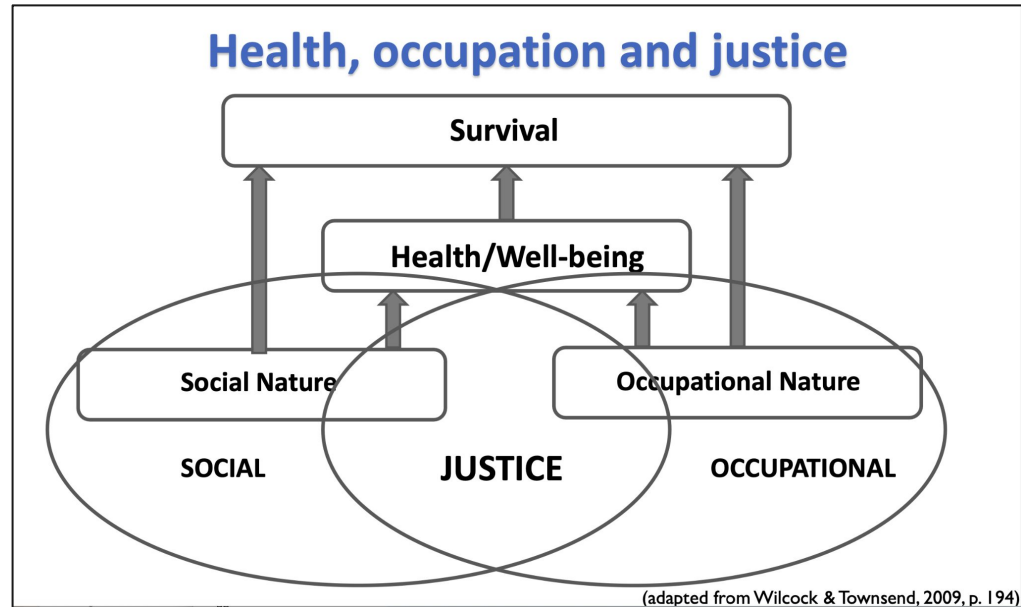 Health, occupation and justice
Survival
Health/Well-being
Social Nature
Occupational Nature
SOCIAL
JUSTICE
OCCUPATIONAL
(adapted from Wilcock & Townsend, 2009, p. 194)